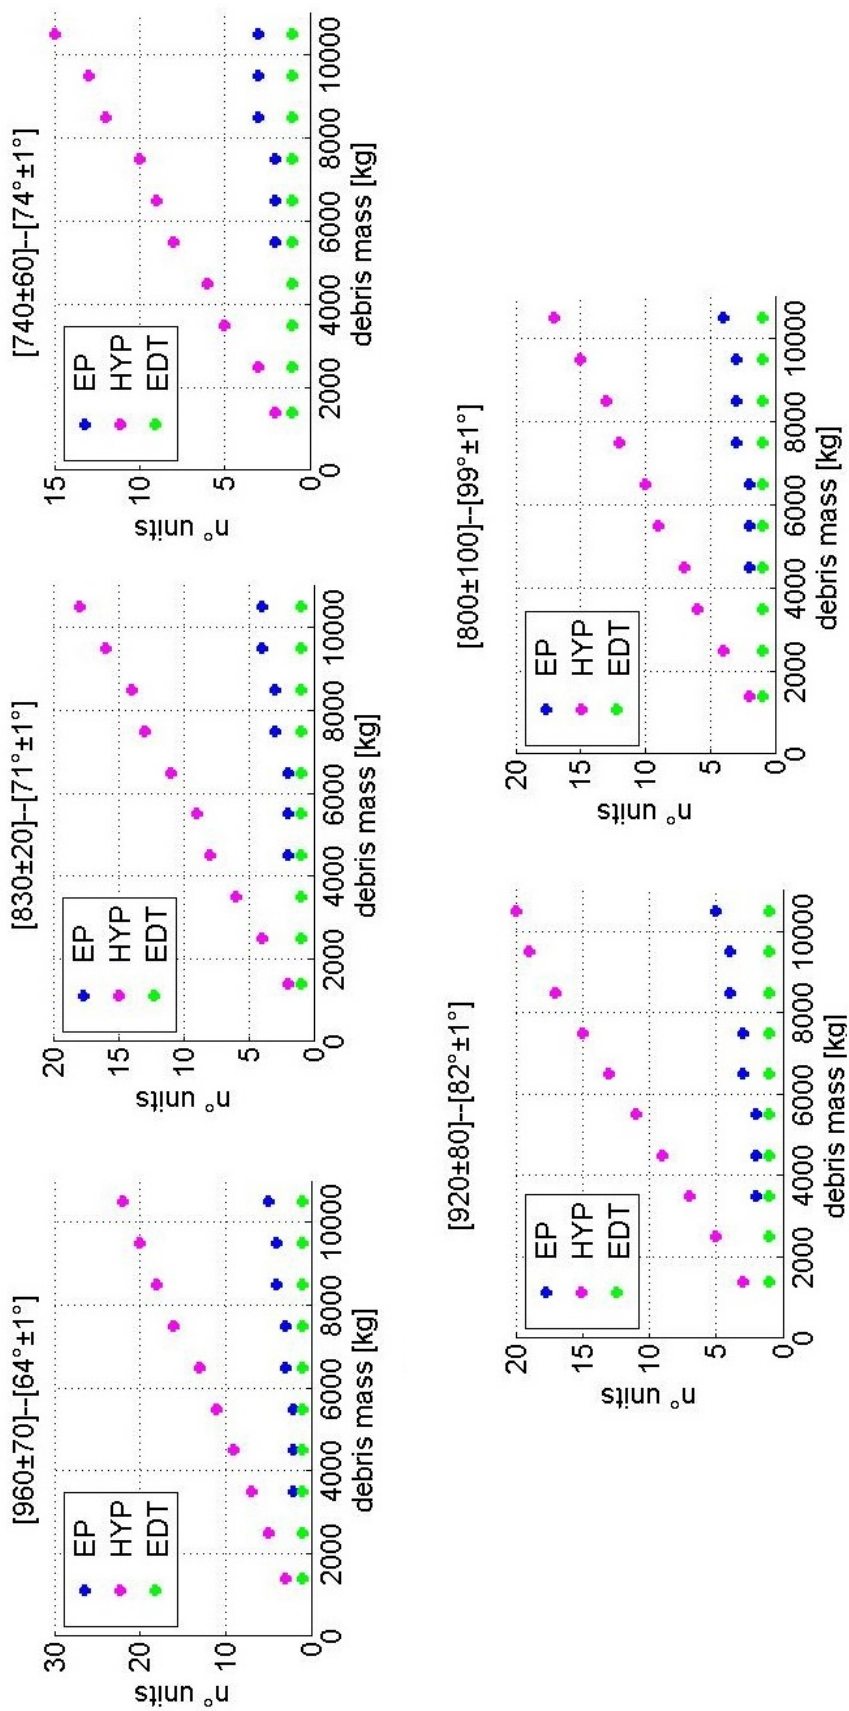 [960±70]--[64°±1°]
n° units
30
20
10
0
EP
HYP
EDT
0 2000 4000 6000 8000 10000
debris mass [kg]
[830±20]--[71°±1°]
n° units
20
15
10
5
0
EP
HYP
EDT
0 2000 4000 6000 8000 10000
debris mass [kg]
[740±60]--[74°±1°]
n° units
15
10
5
0
EP
HYP
EDT
0 2000 4000 6000 8000 10000
debris mass [kg]
[920±80]--[82°±1°]
n° units
20
15
10
5
0
EP
HYP
EDT
0 2000 4000 6000 8000 10000
debris mass [kg]
[800±100]--[99°±1°]
n° units
20
15
10
5
0
EP
HYP
EDT
0 2000 4000 6000 8000 10000
debris mass [kg]